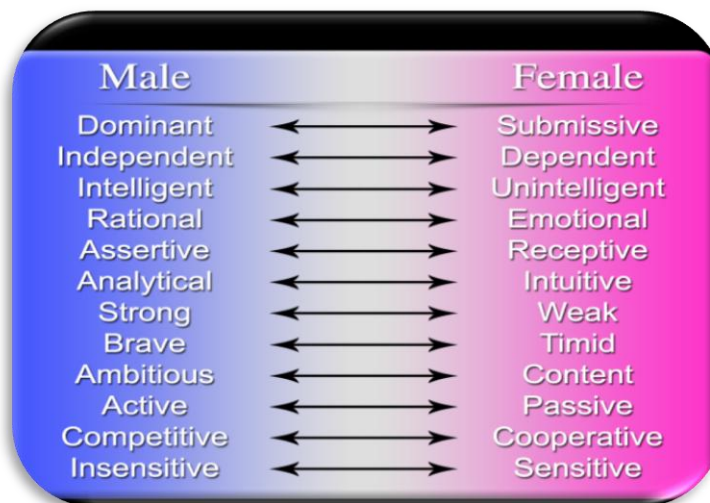 Male Female
Dominant Submissive
Independent Dependent
Intelligent Unintelligent
Rational Emotional
Assertive Receptive
Analytical Intuitive
Strong Weak
Brave Timid
Ambitious Content
Active Passive
Competitive Cooperative
Insensitive Sensitive